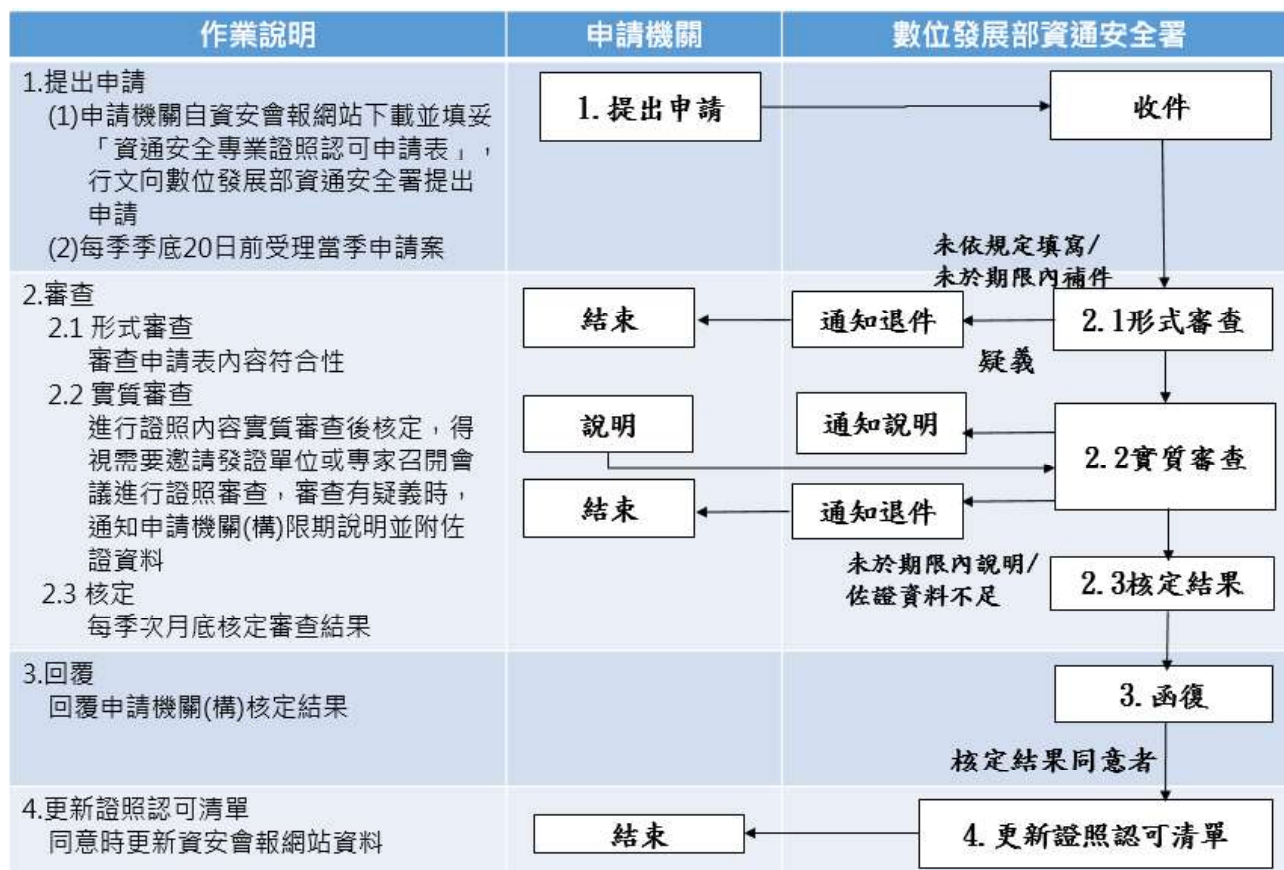 作業說明
申請機關
數位發展部資通安全署
1.提出申請
(1)申請機關自資安會報網站下載並填妥
「資通安全專業證照認可申請表」，
行文向數位發展部資通安全署提出
申請
(2)每季季底20日前受理當季申請案
1.提出申請
收件
未依規定填寫/
未於期限內補件
2.審查
2.1 形式審查
審查申請表內容符合性
2.2 實質審查
進行證照內容實質審查後核定，得
視需要邀請發證單位或專家召開會
議進行證照審查，審查有疑義時，
通知申請機關(構)限期說明並附佐
證資料
2.3 核定
每季次月底核定審查結果
結束
通知退件
2.1形式審查
疑義
說明
通知說明
2.2實質審查
結束
通知退件
未於期限內說明/
佐證資料不足
2.3核定結果
3.回覆
回覆申請機關(構)核定結果
3.函復
核定結果同意者
4.更新證照認可清單
同意時更新資安會報網站資料
結束
4.更新證照認可清單